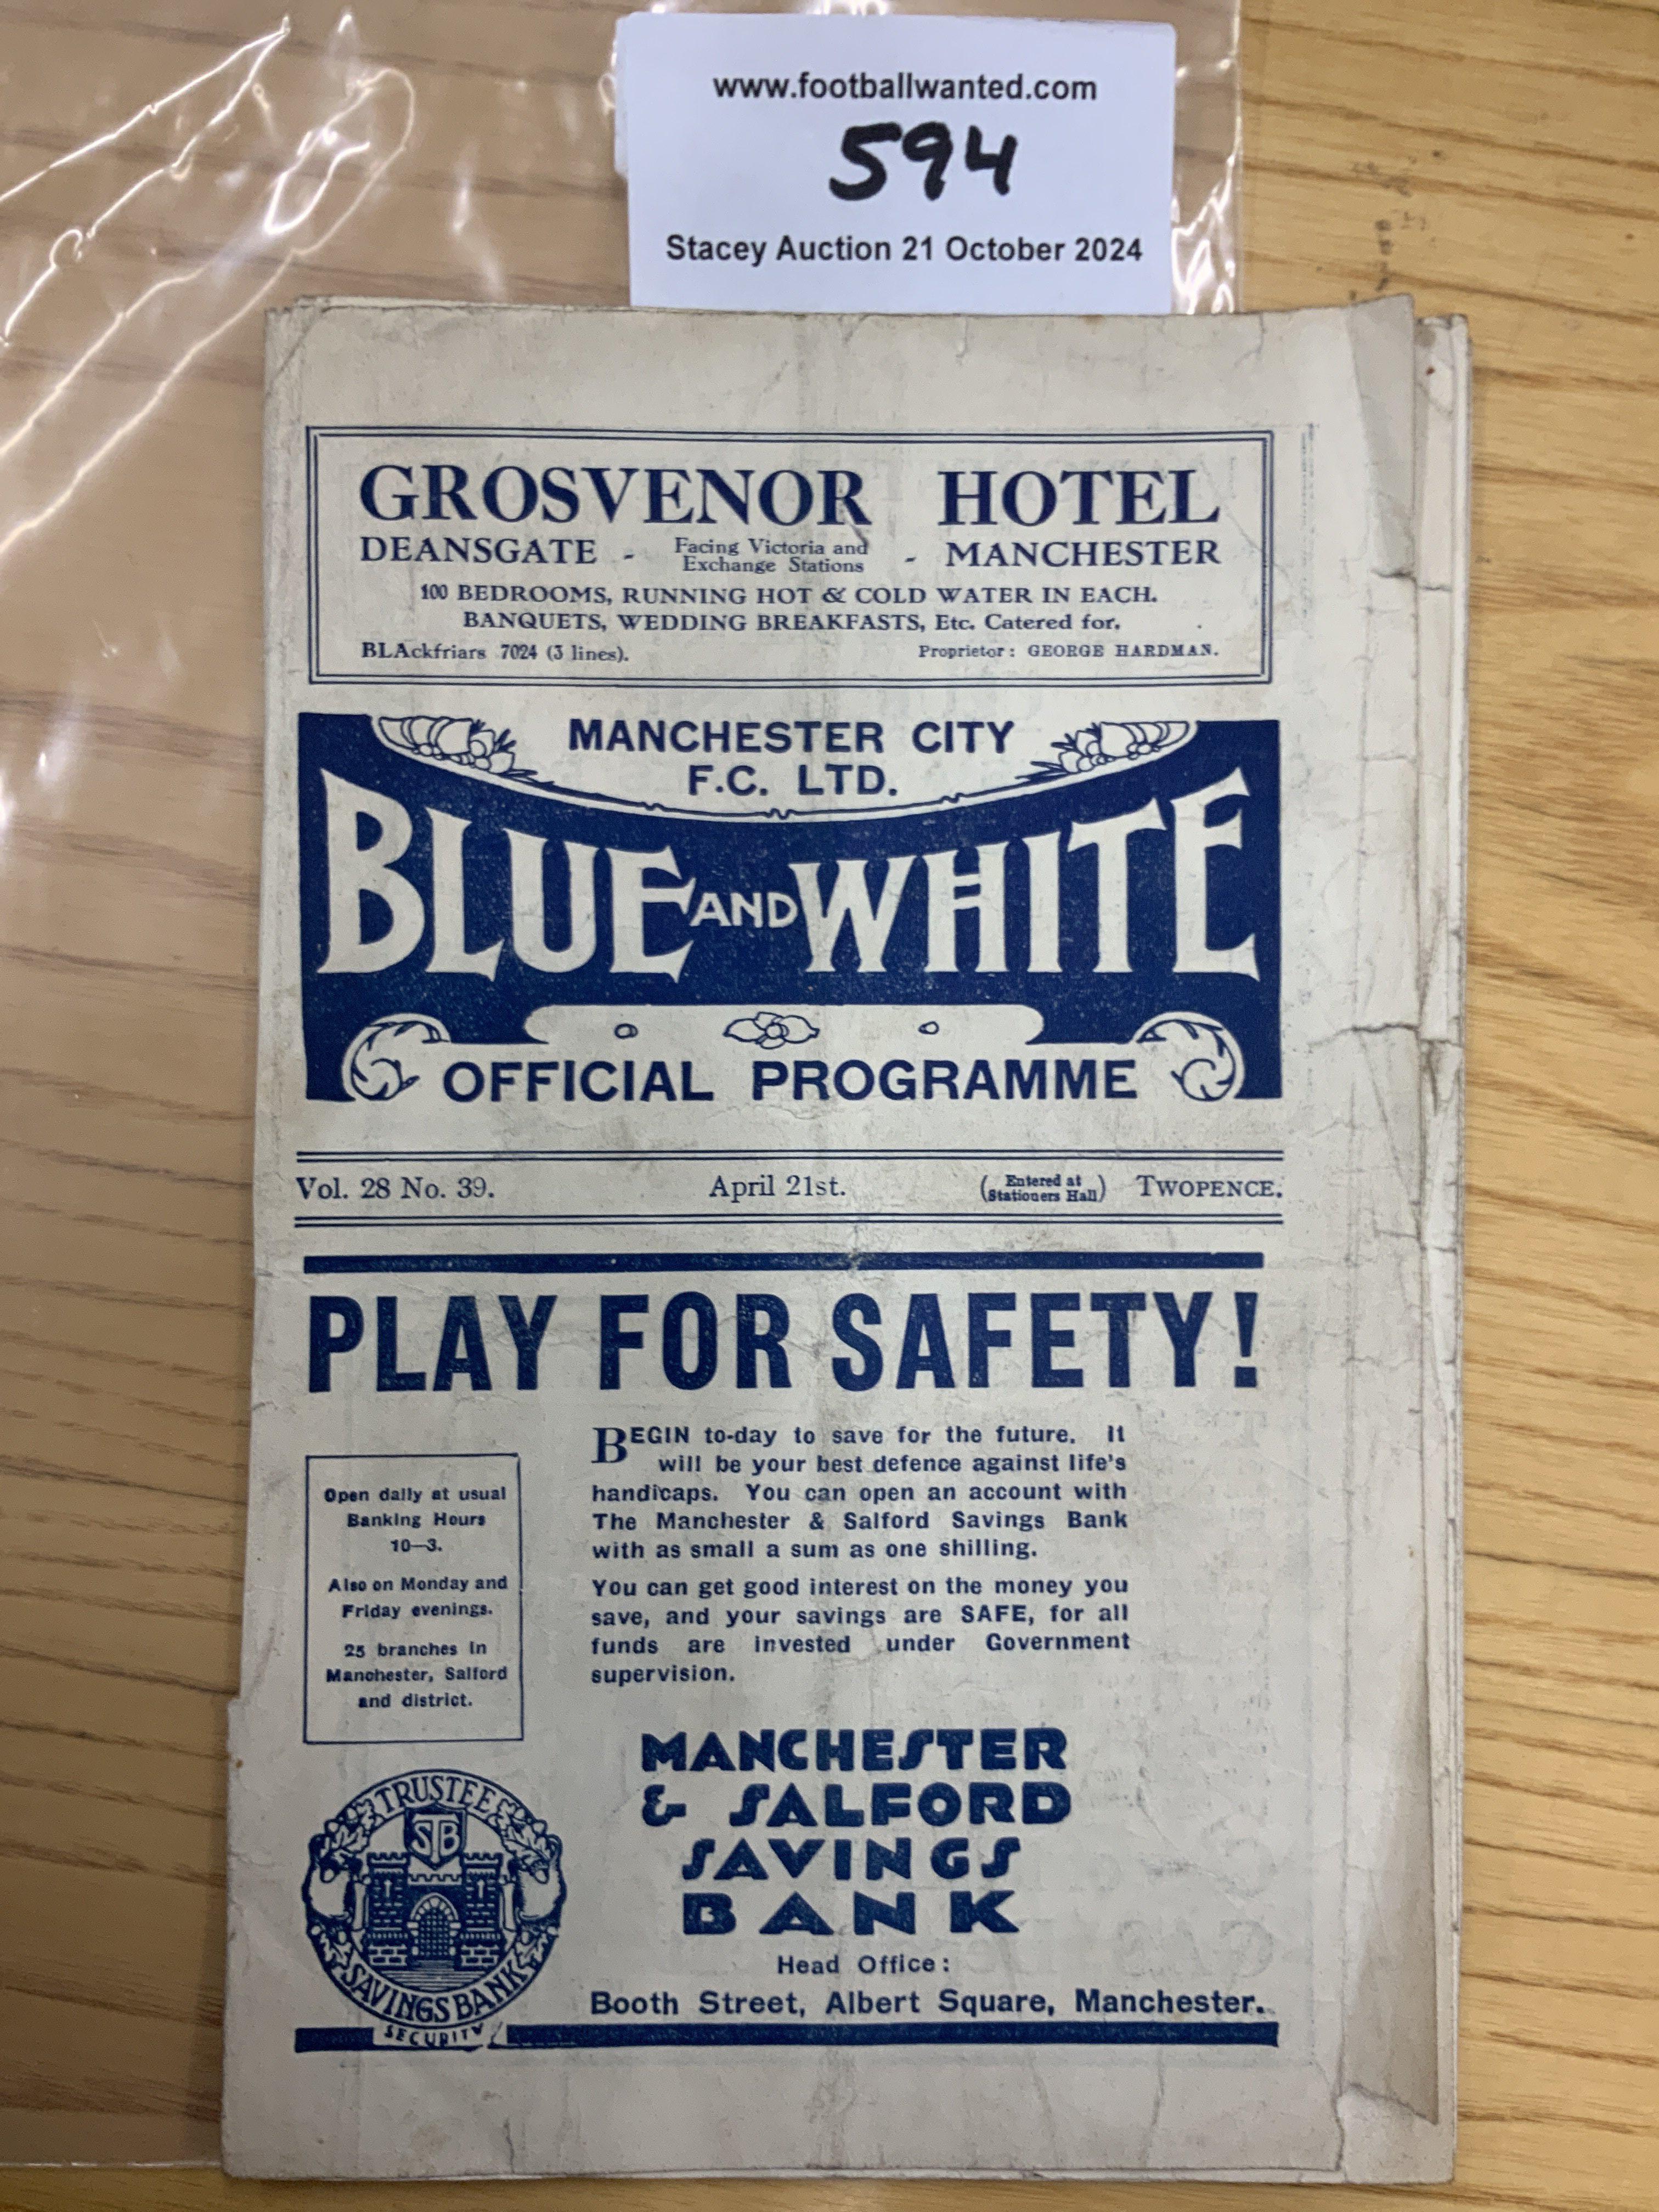 www.footballwanted.com
594
Stacey Auction 21 October 2024
GROSVENOR HOTEL
DEANSGATE - Facing Victoria and Exchange Stations - MANCHESTER
100 BEDROOMS, RUNNING HOT & COLD WATER IN EACH.
BANQUETS, WEDDING BREAKFASTS, Etc. Catered for.
BLAckfriars 7024 (3 lines). Proprietor: GEORGE HARDMAN.
MANCHESTER CITY
F.C. LTD.
BLUE AND WHITE
OFFICIAL PROGRAMME
Vol. 28 No. 39. April 21st. (Entered at Stationers Hall) TWOPENCE.
PLAY FOR SAFETY!
Open daily at usual
Banking Hours
10—3.
Also on Monday and
Friday evenings.
25 branches in
Manchester, Salford
and district.
BEGIN to-day to save for the future. It
will be your best defence against life's
handicaps. You can open an account with
The Manchester & Salford Savings Bank
with as small a sum as one shilling.
You can get good interest on the money you
save, and your savings are SAFE, for all
funds are invested under Government
supervision.
TRUSTEE
STB
SAVINGS BANK
SECURITY
MANCHESTER
& SALFORD
SAVINGS
BANK
Head Office:
Booth Street, Albert Square, Manchester.